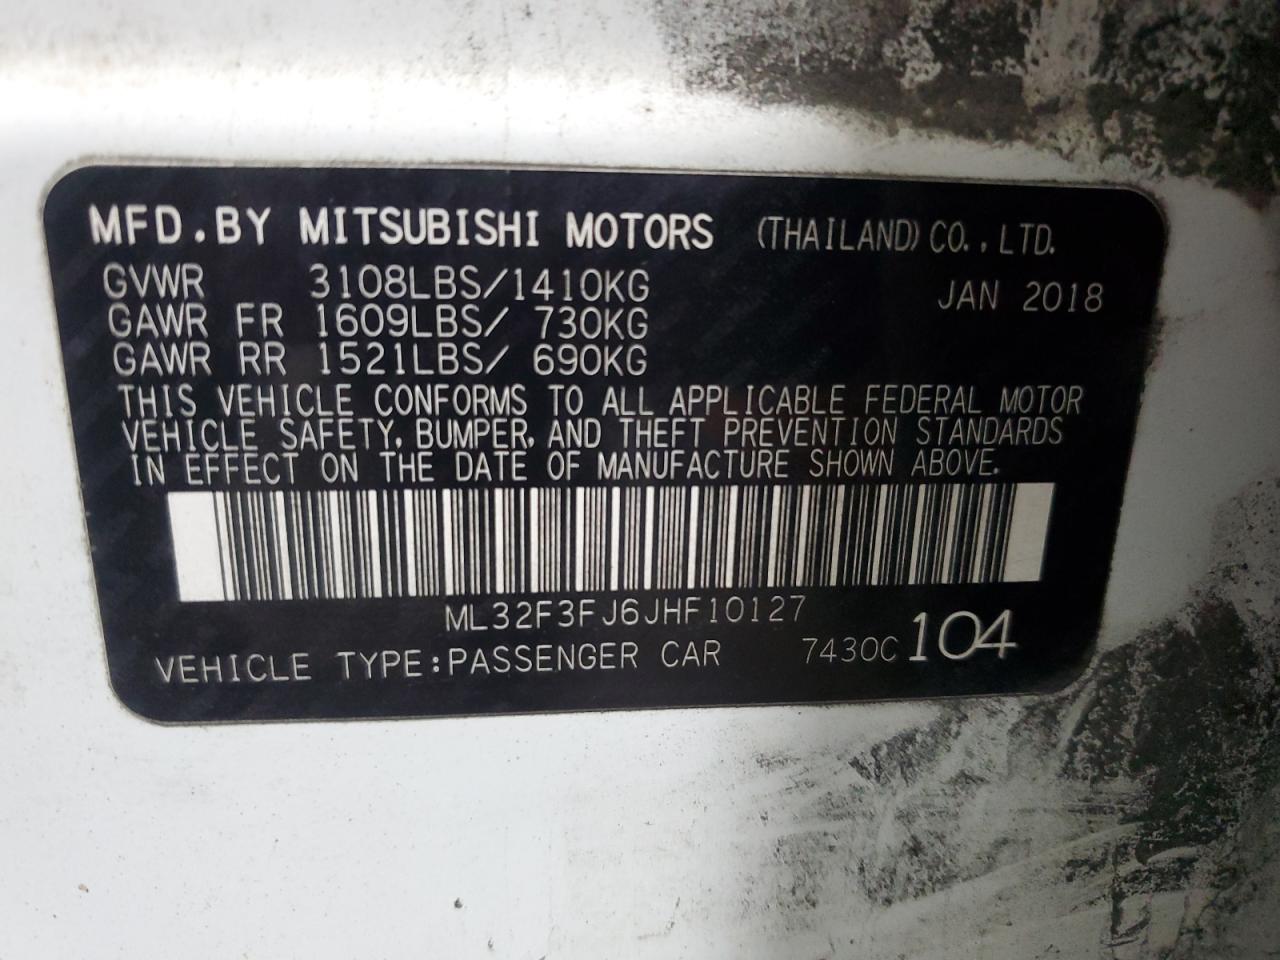 MFD.BY MITSUBISHI MOTORS (THAILAND) CO.,LTD.
GVWR 3108LBS/1410KG JAN 2018
GAWR FR 1609LBS/ 730KG
GAWR RR 1521LBS/ 690KG
THIS VEHICLE CONFORMS TO ALL APPLICABLE FEDERAL MOTOR
VEHICLE SAFETY, BUMPER, AND THEFT PREVENTION STANDARDS
IN EFFECT ON THE DATE OF MANUFACTURE SHOWN ABOVE.
ML32F3FJ6JHF10127
VEHICLE TYPE:PASSENGER CAR 7430C 104